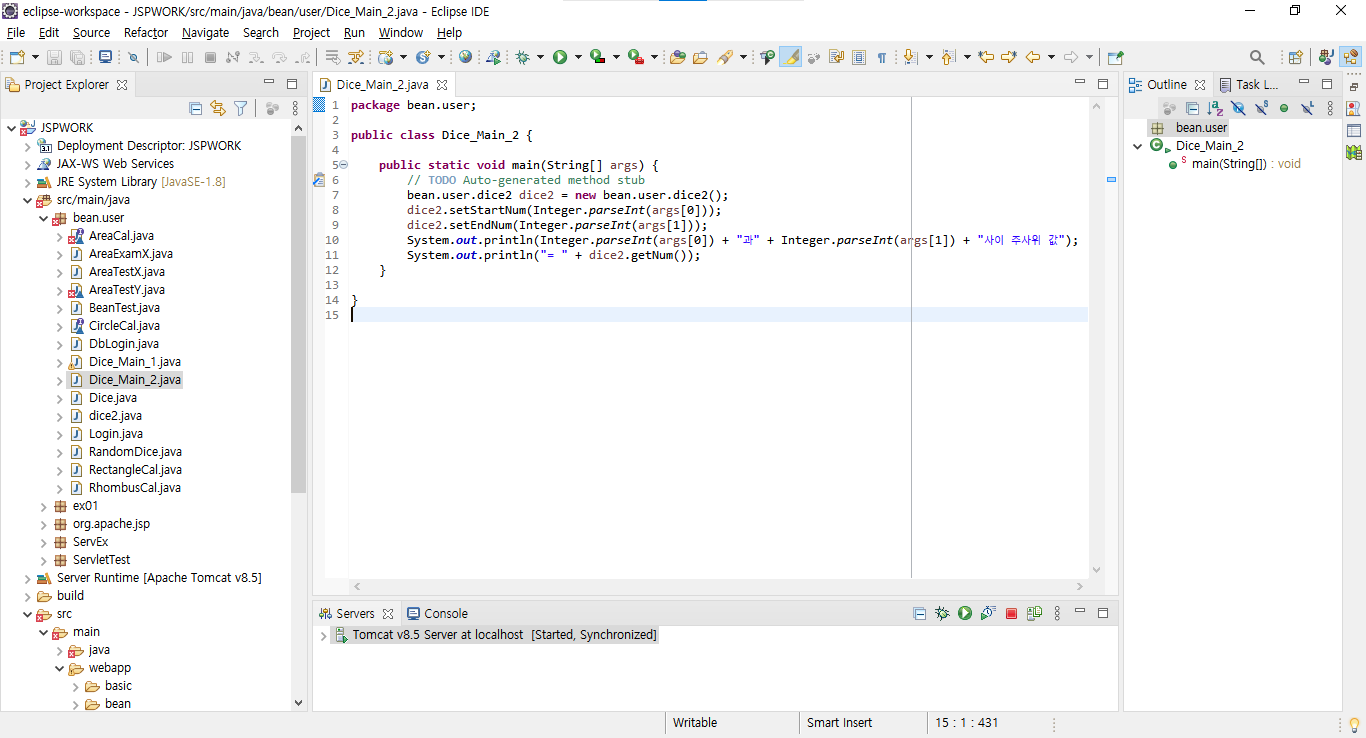 eclipse-workspace - JSPWORK/src/main/java/bean/user/Dice_Main_2.java - Eclipse IDE
File Edit Source Refactor Navigate Search Project Run Window Help
Project Explorer
JSPWORK
Deployment Descriptor: JSPWORK
JAX-WS Web Services
JRE System Library [JavaSE-1.8]
src/main/java
bean.user
AreaCal.java
AreaExamX.java
AreaTestX.java
AreaTestY.java
BeanTest.java
CircleCal.java
DbLogin.java
Dice_Main_1.java
Dice_Main_2.java
Dice.java
dice2.java
Login.java
RandomDice.java
RectangleCal.java
RhombusCal.java
ex01
org.apache.jsp
ServEx
ServletTest
Server Runtime [Apache Tomcat v8.5]
build
src
main
java
webapp
basic
bean
Dice_Main_2.java
1 package bean.user;
2
3 public class Dice_Main_2 {
4
5 public static void main(String[] args) {
6 // TODO Auto-generated method stub
7 bean.user.dice2 dice2 = new bean.user.dice2();
8 dice2.setStartNum(Integer.parseInt(args[0]));
9 dice2.setEndNum(Integer.parseInt(args[1]));
10 System.out.println(Integer.parseInt(args[0]) + "과" + Integer.parseInt(args[1]) + "사이 주사위 값");
11 System.out.println("= " + dice2.getNum());
12 }
13
14 }
15
Servers Console
Tomcat v8.5 Server at localhost [Started, Synchronized]
Outline Task L...
bean.user
Dice_Main_2
main(String[]) : void
Writable Smart Insert 15 : 1 : 431